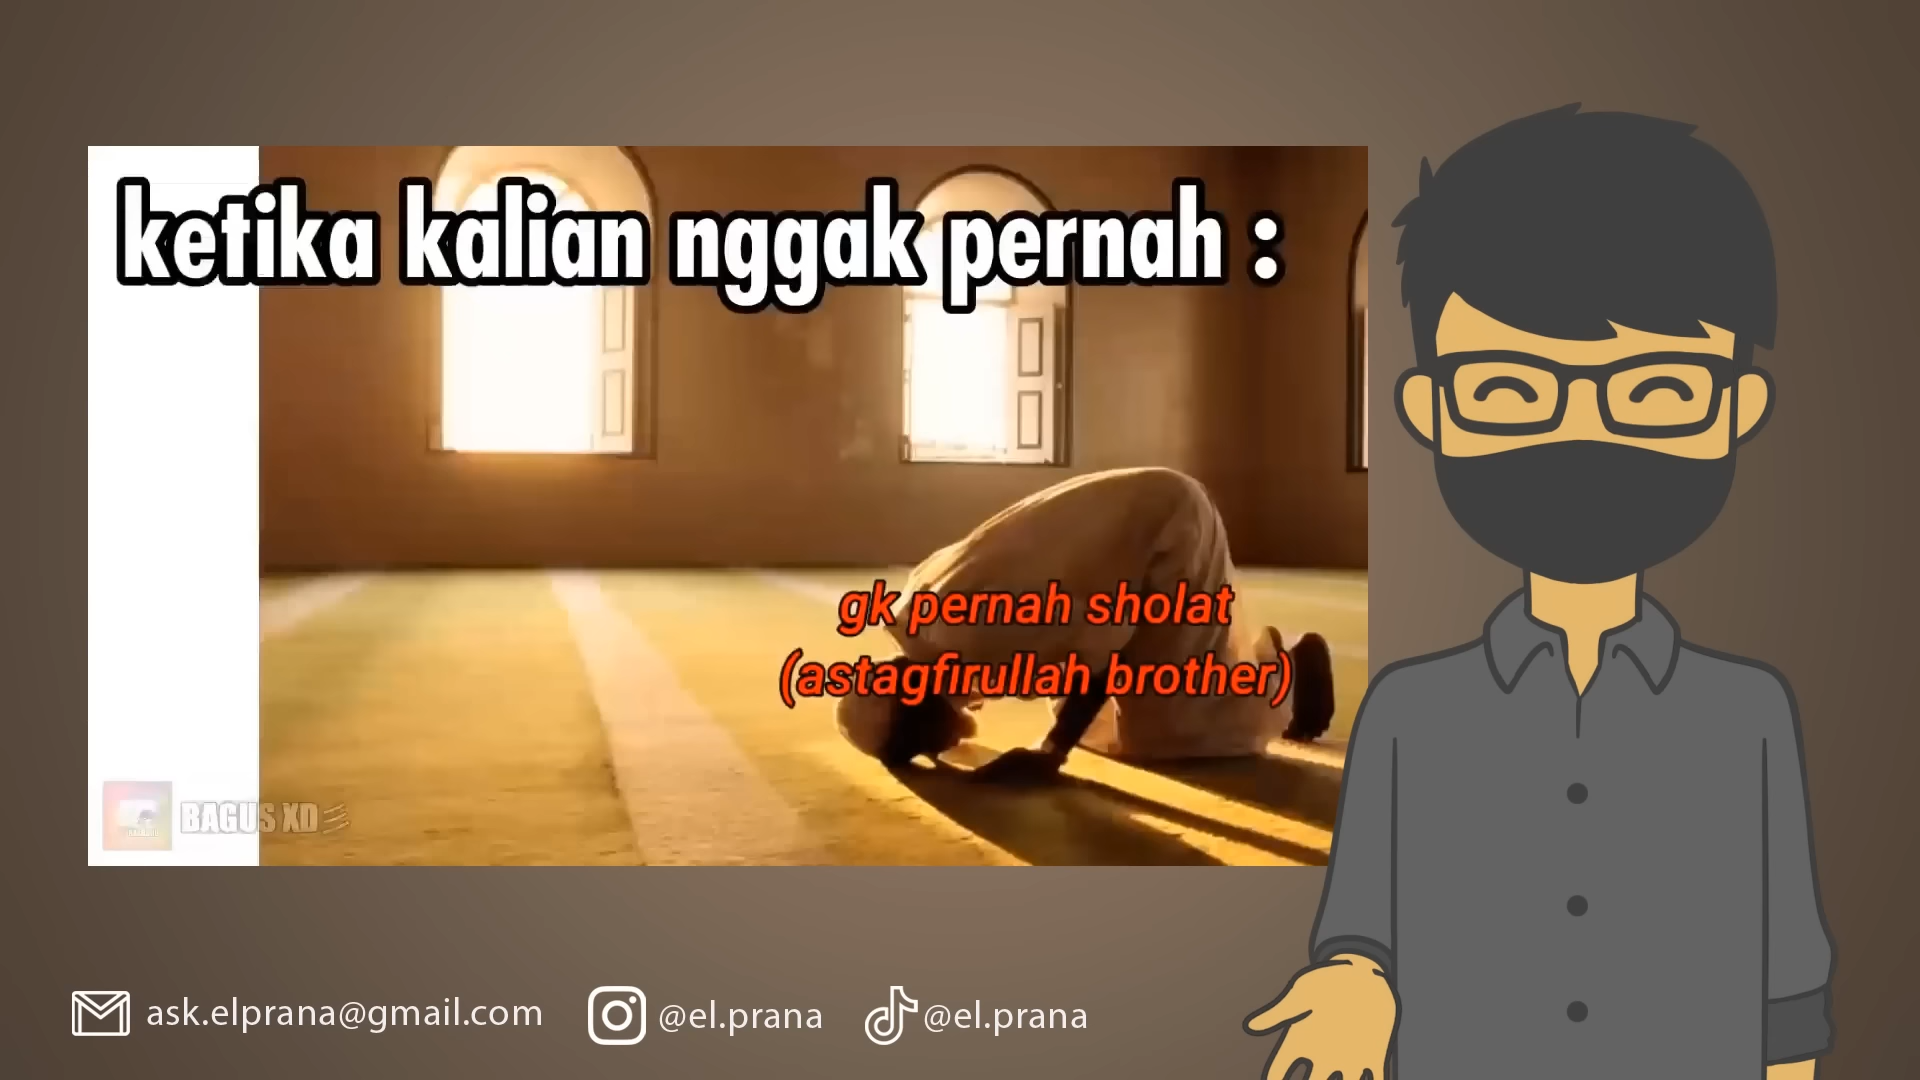 ketika kalian nggak pernah :
gk pernah sholat
(astagfirullah brother)
BAGUS XD
ask.elprana@gmail.com
@el.prana
@el.prana